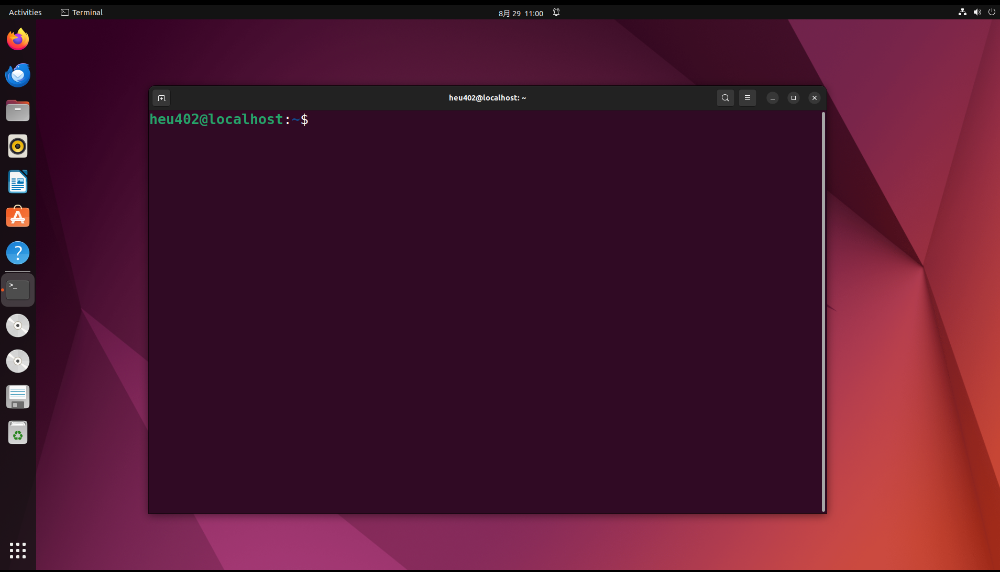 Activities
Terminal
8月 29 11:00
heu402@localhost: ~
heu402@localhost:~$